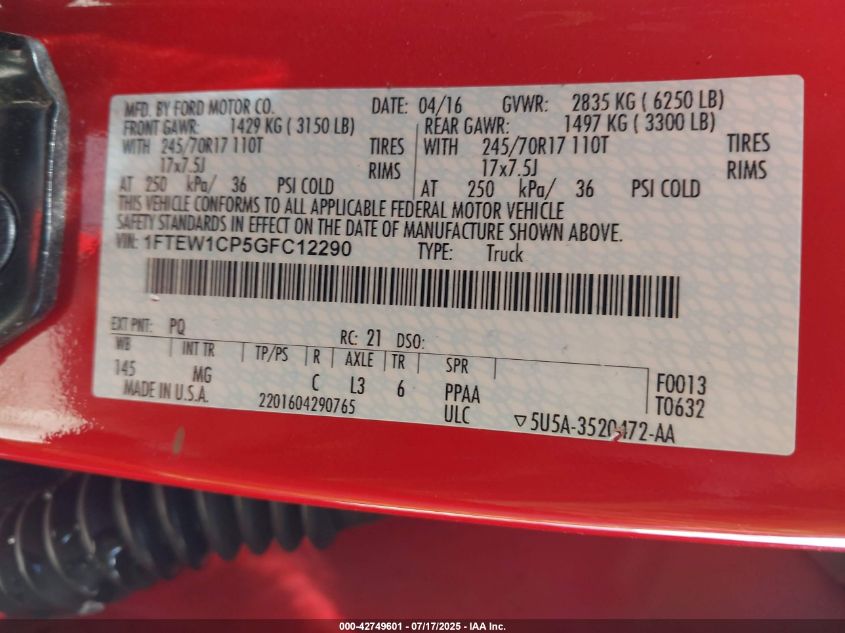 MFD. BY FORD MOTOR CO. DATE: 04/16 GVWR: 2835 KG ( 6250 LB)
FRONT GAWR: 1429 KG ( 3150 LB) REAR GAWR: 1497 KG ( 3300 LB)
WITH 245/70R17 110T TIRES WITH 245/70R17 110T TIRES
17x7.5J RIMS 17x7.5J RIMS
AT 250 kPa/ 36 PSI COLD AT 250 kPa/ 36 PSI COLD
THIS VEHICLE CONFORMS TO ALL APPLICABLE FEDERAL MOTOR VEHICLE
SAFETY STANDARDS IN EFFECT ON THE DATE OF MANUFACTURE SHOWN ABOVE.
VIN: 1FTEW1CP5GFC12290 TYPE: Truck
EXT PNT: PQ RC: 21 DSO:
WB INT TR TP/PS R AXLE TR SPR
145 MG C L3 6 PPAA F0013
MADE IN U.S.A. 2201604290765 ULC T0632
▽5U5A-3520472-AA
000-42749601 - 07/17/2025 - IAA Inc.